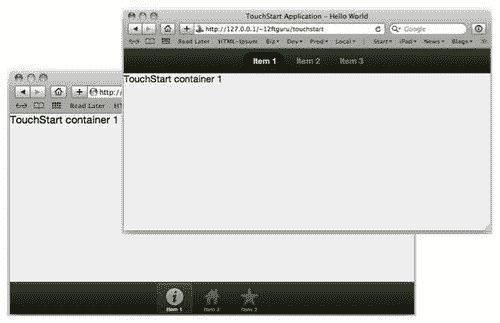 TouchStart Application – Hello World
http://127.0.0.1/~12ftguru/touchstart
Google
Read Later HTML-Ipsum Biz Dev Prod Local Start iPad News Blags
Item 1 Item 2 Item 3
TouchStart container 1
http://
Read Later
TouchStart container 1
Item 1 Item 2 Item 3